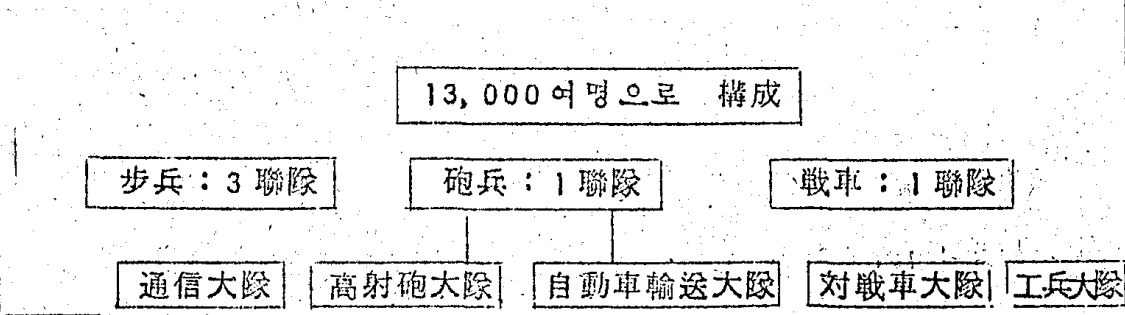 13,000여명으로 構成
步兵:3聯隊
砲兵:1聯隊
戦車:1聯隊
通信大隊
高射砲大隊
自動車輸送大隊
対戦車大隊
工兵大隊